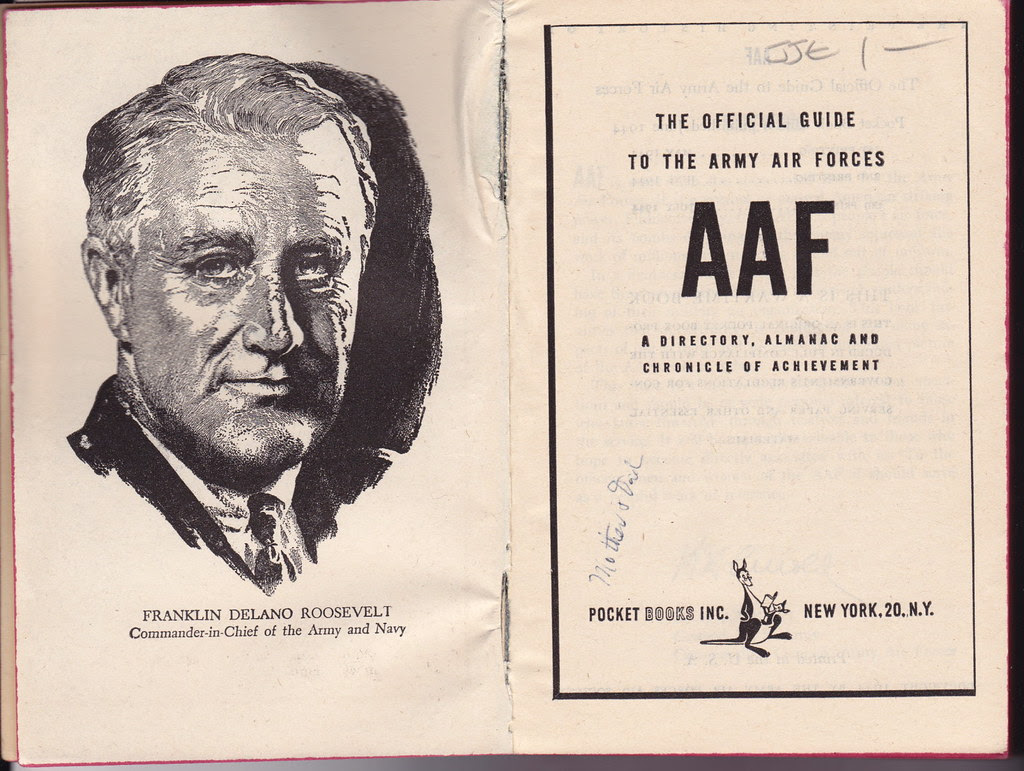 FRANKLIN DELANO ROOSEVELT
Commander-in-Chief of the Army and Navy
THE OFFICIAL GUIDE
TO THE ARMY AIR FORCES
AAF
A DIRECTORY, ALMANAC AND
CHRONICLE OF ACHIEVEMENT
Mother & Dad
POCKET BOOKS INC. NEW YORK, 20, N.Y.